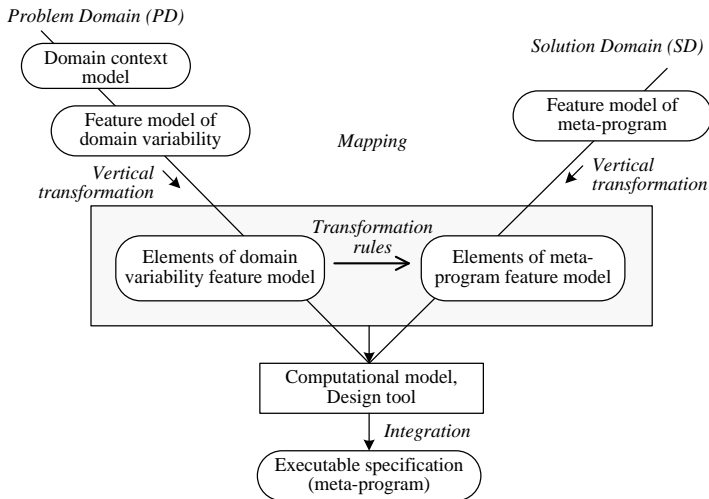 Problem Domain (PD)
Domain context
model
Feature model of
domain variability
Vertical
transformation
Mapping
Solution Domain (SD)
Feature model of
meta-program
Vertical
transformation
Transformation
rules
Elements of domain
variability feature model
Elements of meta-
program feature model
Computational model,
Design tool
Integration
Executable specification
(meta-program)